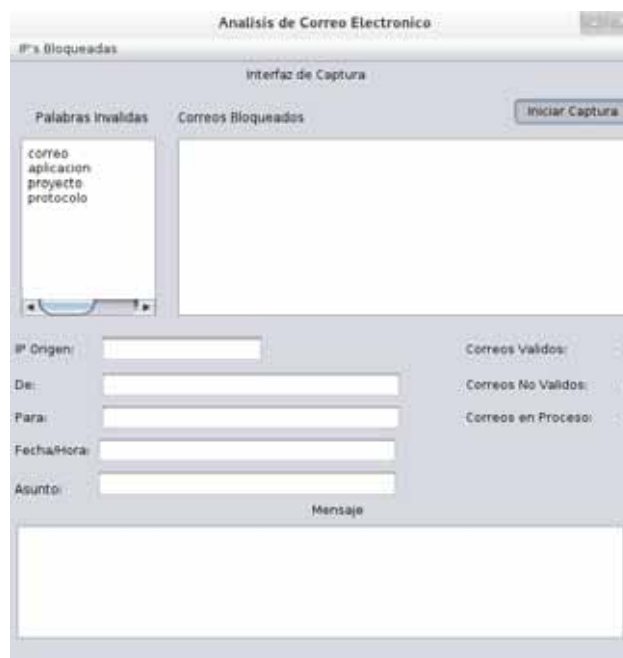 Analisis de Correo Electronico
IP's Bloqueadas
Interfaz de Captura
Palabras Invalidas
Correos Bloqueados
Iniciar Captura
correo
aplicacion
proyecto
protocolo
IP Origen:
Correos Validos:
De:
Correos No Validos:
Para:
Correos en Proceso:
Fecha/Hora:
Asunto:
Mensaje